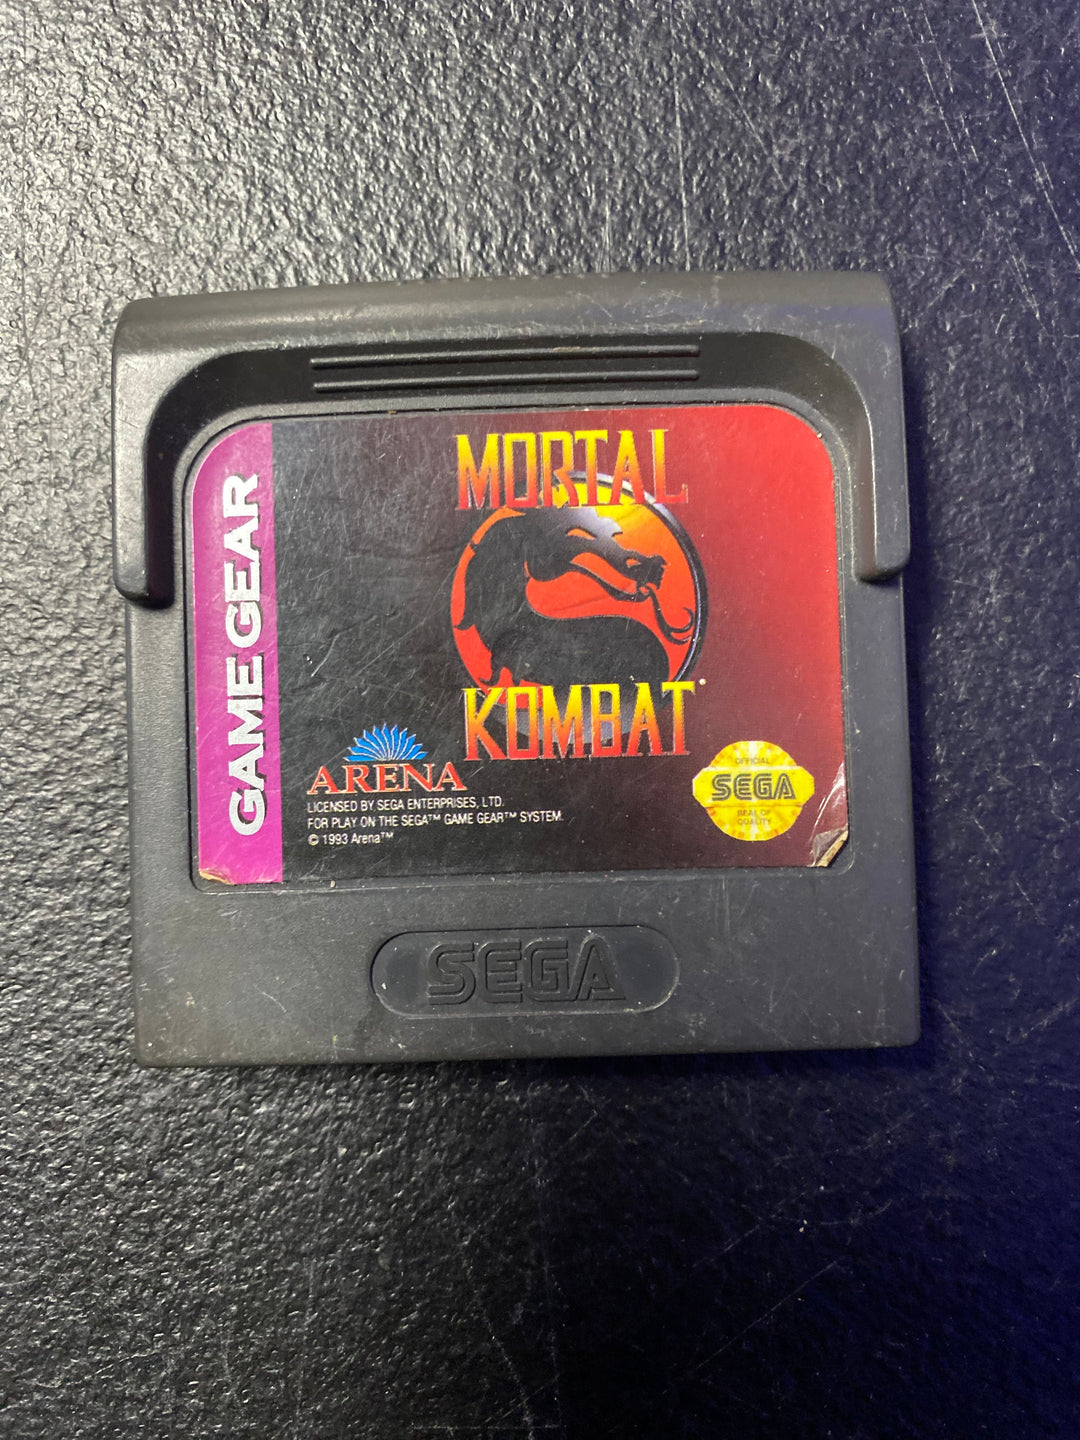 GAME GEAR
MORTAL
KOMBAT
ARENA
LICENSED BY SEGA ENTERPRISES, LTD.
FOR PLAY ON THE SEGA™ GAME GEAR™ SYSTEM.
© 1993 Arena™
OFFICIAL
SEGA
SEAL OF
QUALITY
SEGA